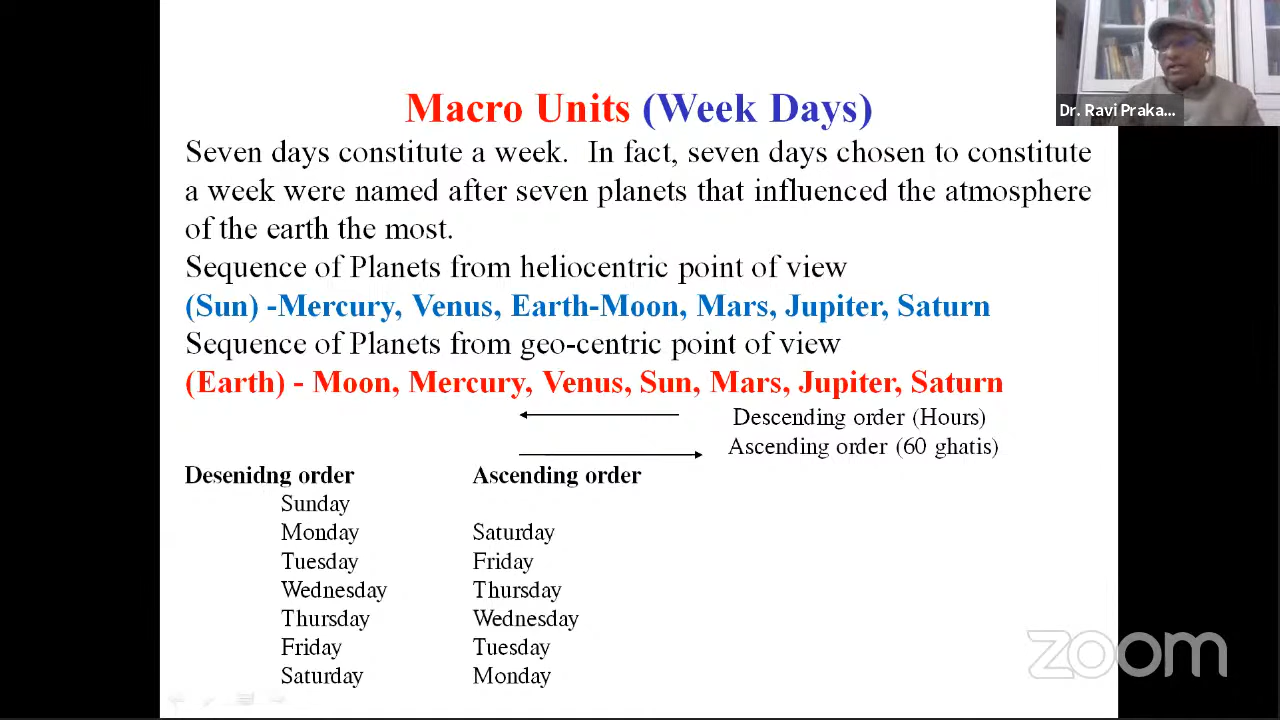 Dr. Ravi Praka...
Macro Units (Week Days)
Seven days constitute a week. In fact, seven days chosen to constitute
a week were named after seven planets that influenced the atmosphere
of the earth the most.
Sequence of Planets from heliocentric point of view
(Sun) -Mercury, Venus, Earth-Moon, Mars, Jupiter, Saturn
Sequence of Planets from geo-centric point of view
(Earth) - Moon, Mercury, Venus, Sun, Mars, Jupiter, Saturn
Descending order (Hours)
Ascending order (60 ghatis)
Desenidng order Ascending order
Sunday
Monday Saturday
Tuesday Friday
Wednesday Thursday
Thursday Wednesday
Friday Tuesday
Saturday Monday
zoom